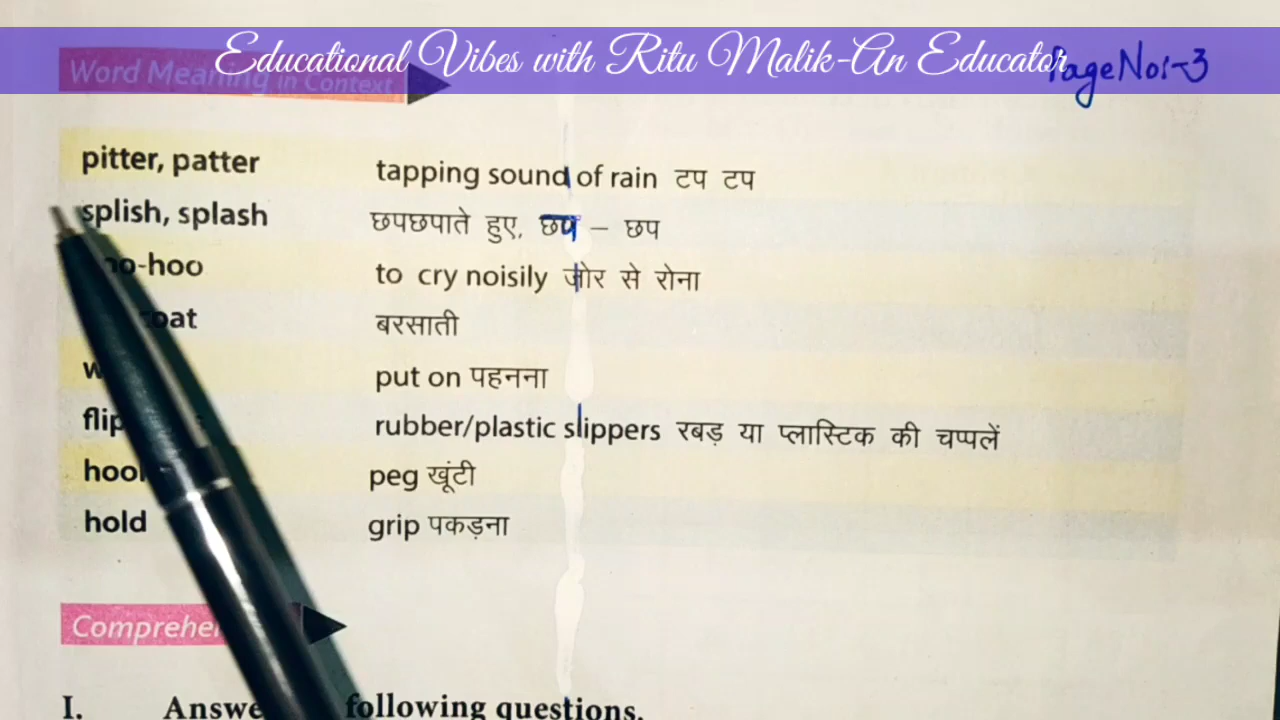 Educational Vibes with Ritu Malik-An Educator
Word Meaning in Context
Page No:-3
pitter, patter tapping sound of rain टप टप
splish, splash छपछपाते हुए, छप – छप
to cry noisily ज़ोर से रोना
बरसाती
put on पहनना
rubber/plastic slippers रबड़ या प्लास्टिक की चप्पलें
peg खूंटी
hold grip पकड़ना
I. following questions.